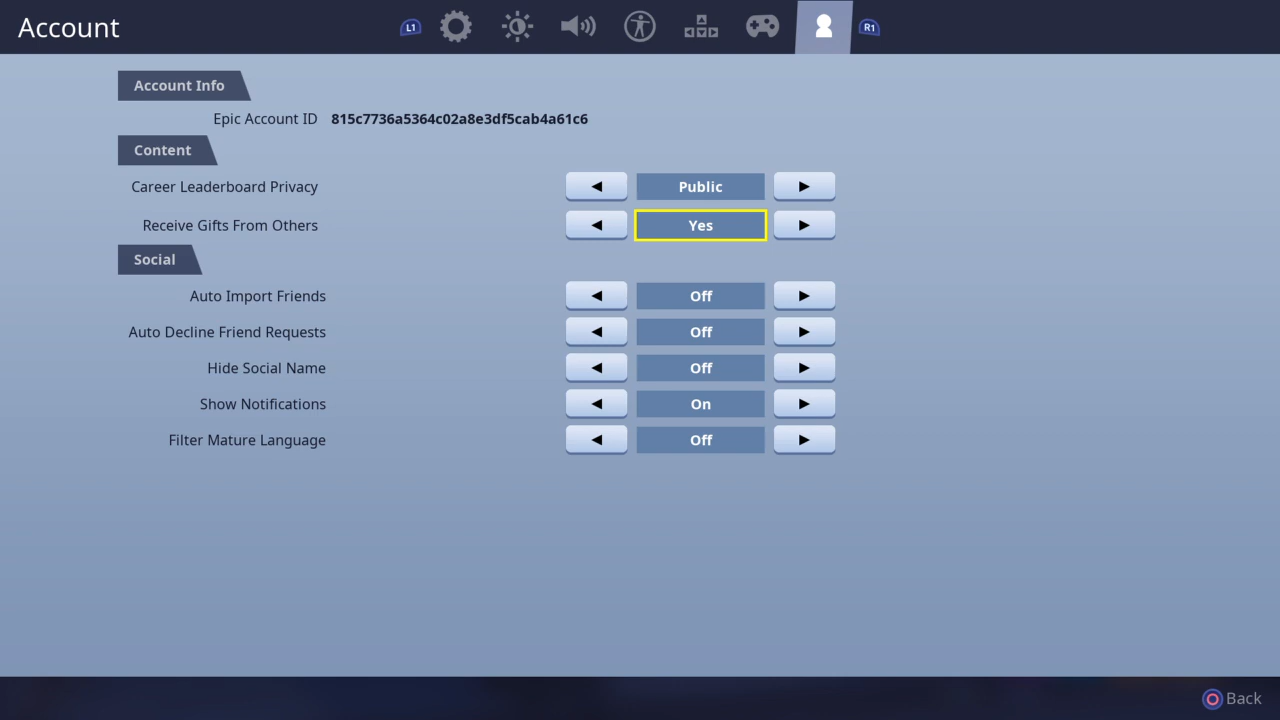 Account
L1
R1
Account Info
Epic Account ID 815c7736a5364c02a8e3df5cab4a61c6
Content
Career Leaderboard Privacy Public
Receive Gifts From Others Yes
Social
Auto Import Friends Off
Auto Decline Friend Requests Off
Hide Social Name Off
Show Notifications On
Filter Mature Language Off
Back